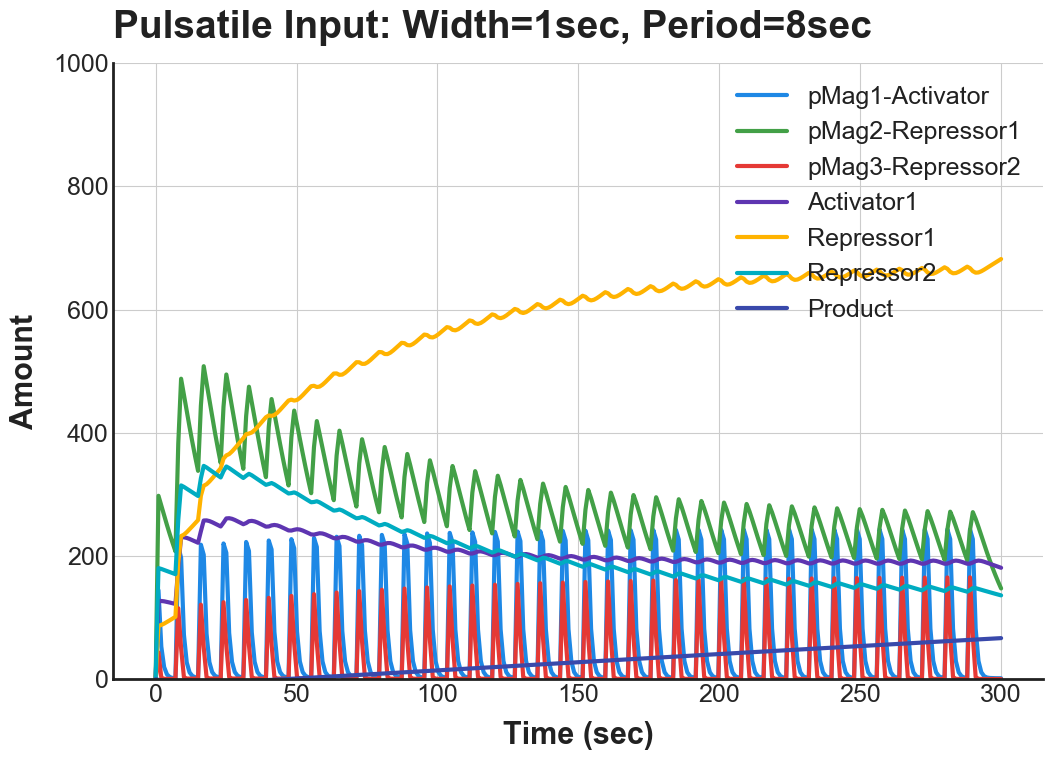 Pulsatile Input: Width=1sec, Period=8sec
1000
800
600
400
200
0
Amount
pMag1-Activator
pMag2-Repressor1
pMag3-Repressor2
Activator1
Repressor1
Repressor2
Product
0 50 100 150 200 250 300
Time (sec)